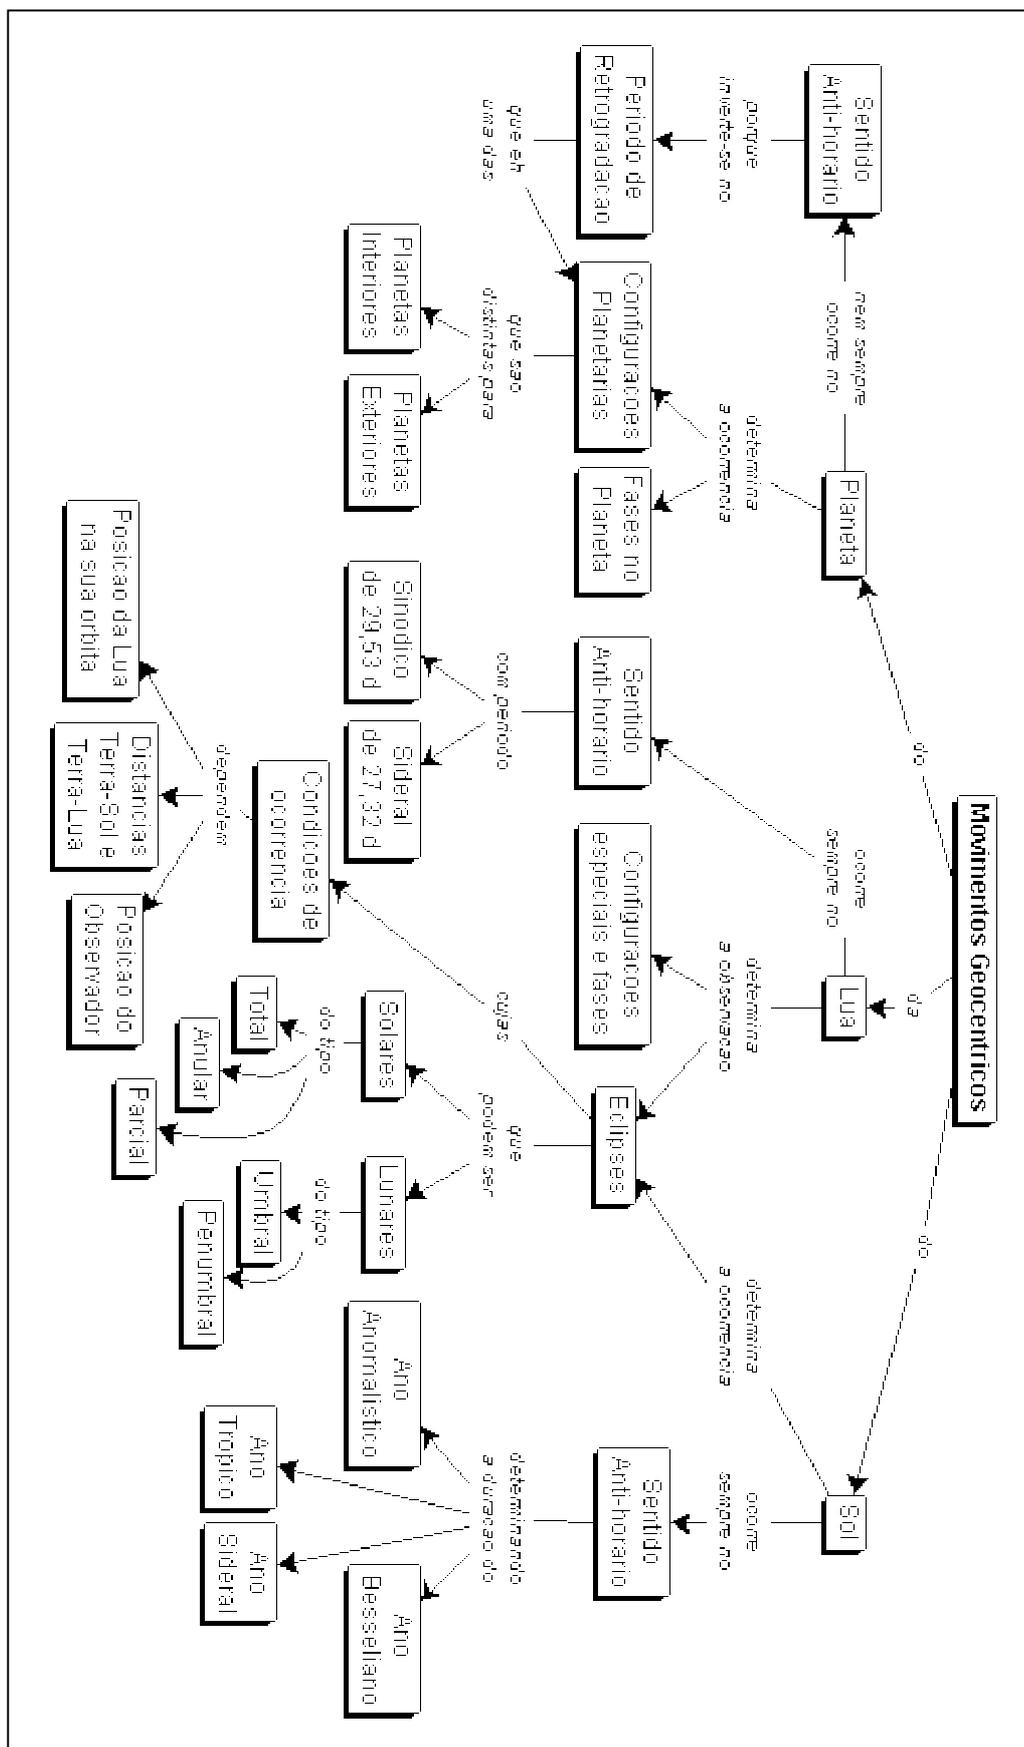 Movimentos Geocentricos
do
da
do
Planeta
Lua
Sol
nem sempre
ocorre no
determina
a ocorrencia
ocorre
sempre no
determina
a observacao
determina
a ocorrencia
ocorre
sempre no
Sentido
Anti-horario
porque
inverte-se no
Periodo de
Retrogradacao
Configuracoes
Planetarias
Fases no
Planeta
Sentido
Anti-horario
Configuracoes
especiais e fases
Eclipses
Sentido
Anti-horario
que eh
uma das
que sao
distintas para
com periodo
cujas
que
podem ser
determinando
a duracao do
Planetas
Interiores
Planetas
Exteriores
Sinodico
de 29,53 d
Sideral
de 27,32 d
Condicoes de
ocorrencia
Solares
Lunares
Ano
Anomalistico
Ano
Tropico
Ano
Sideral
Ano
Besseliano
dependem
do tipo
do tipo
Posicao da Lua
na sua orbita
Distancias
Terra-Sol e
Terra-Lua
Posicao do
Observador
Total
Anular
Parcial
Umbral
Penumbral